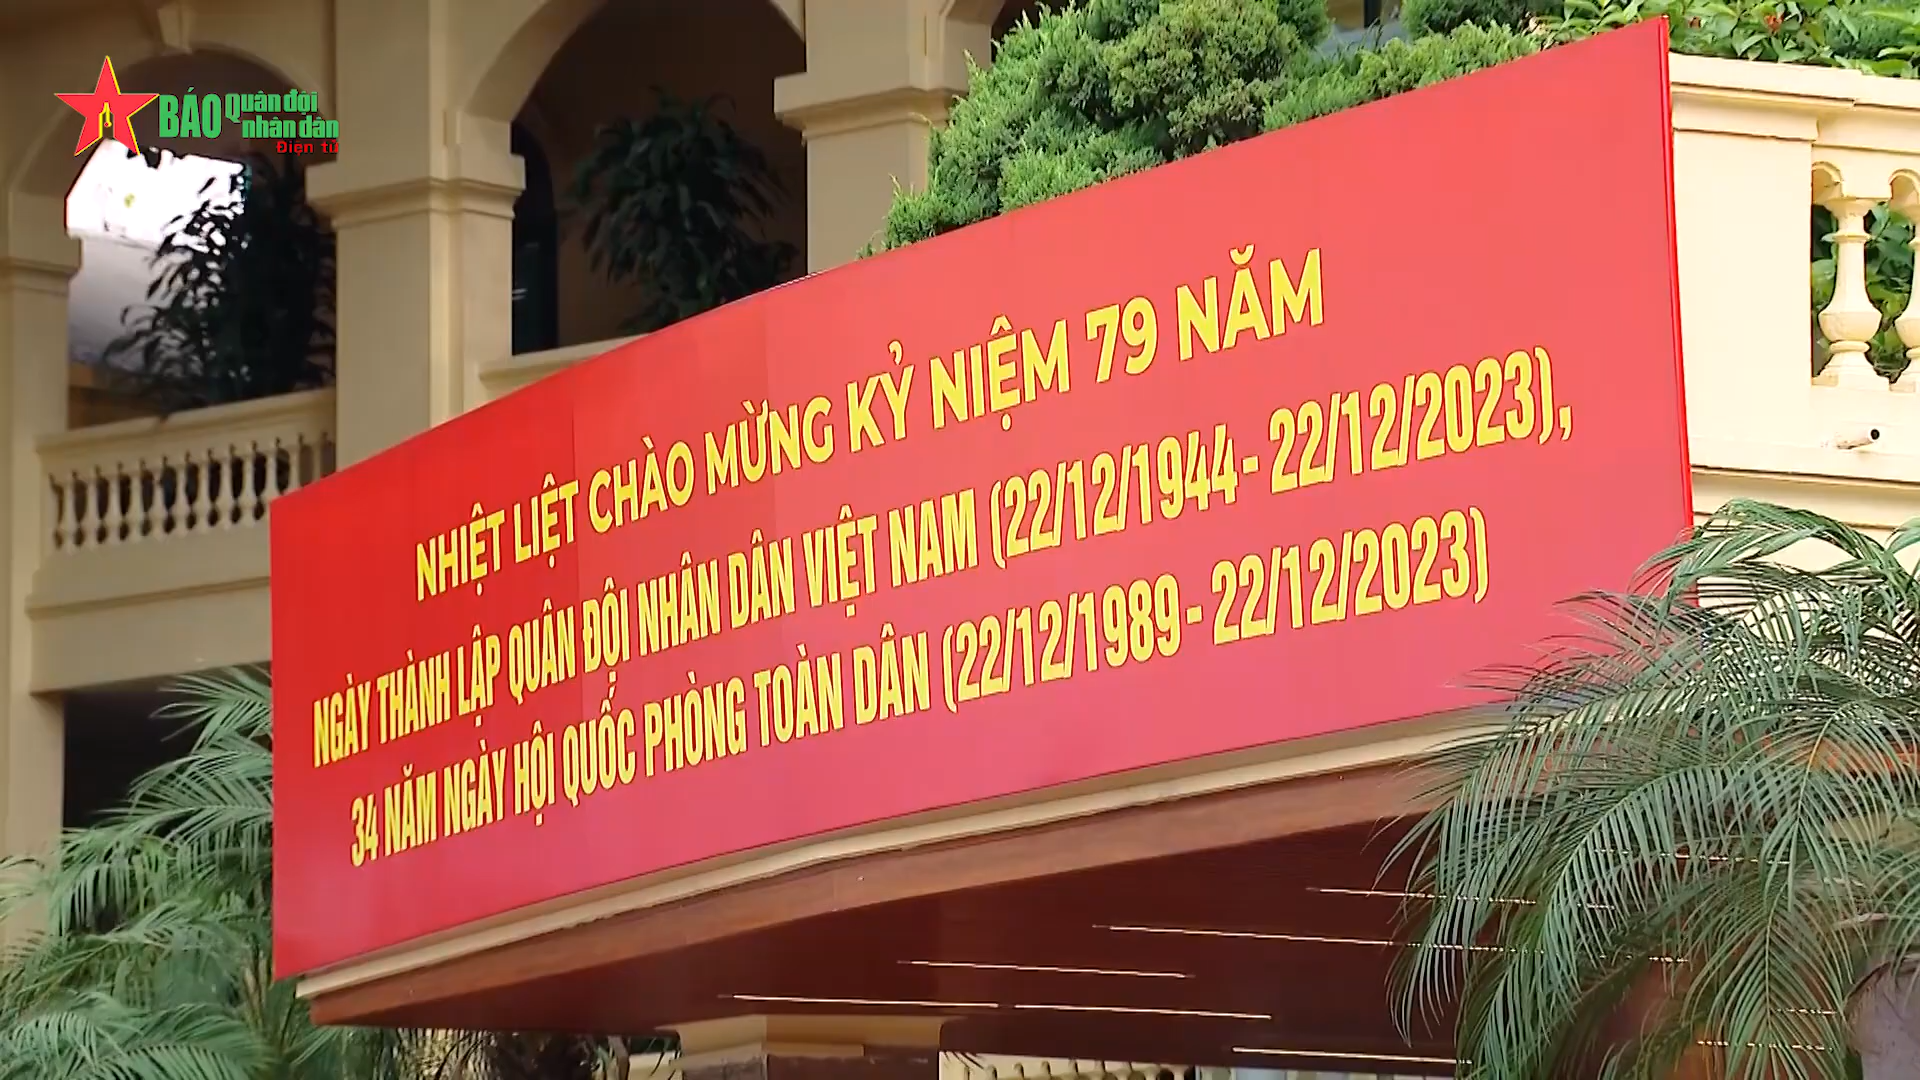 BÁO Quân đội
nhân dân
Điện tử
NHIỆT LIỆT CHÀO MỪNG KỶ NIỆM 79 NĂM
NGÀY THÀNH LẬP QUÂN ĐỘI NHÂN DÂN VIỆT NAM (22/12/1944- 22/12/2023),
34 NĂM NGÀY HỘI QUỐC PHÒNG TOÀN DÂN (22/12/1989- 22/12/2023)